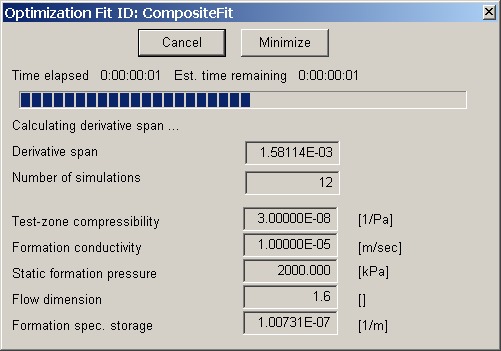 Optimization Fit ID: CompositeFit
Cancel Minimize
Time elapsed 0:00:00:01 Est. time remaining 0:00:00:01
Calculating derivative span ...
Derivative span 1.58114E-03
Number of simulations 12
Test-zone compressibility 3.00000E-08 [1/Pa]
Formation conductivity 1.00000E-05 [m/sec]
Static formation pressure 2000.000 [kPa]
Flow dimension 1.6 []
Formation spec. storage 1.00731E-07 [1/m]